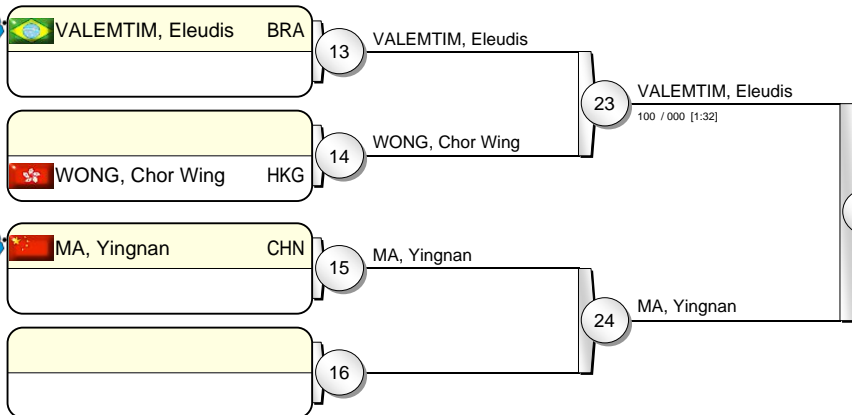 VALEMTIM, Eleudis BRA
13
VALEMTIM, Eleudis
23
VALEMTIM, Eleudis
100 / 000 [1:32]
14
WONG, Chor Wing
WONG, Chor Wing HKG
MA, Yingnan CHN
15
MA, Yingnan
24
MA, Yingnan
16